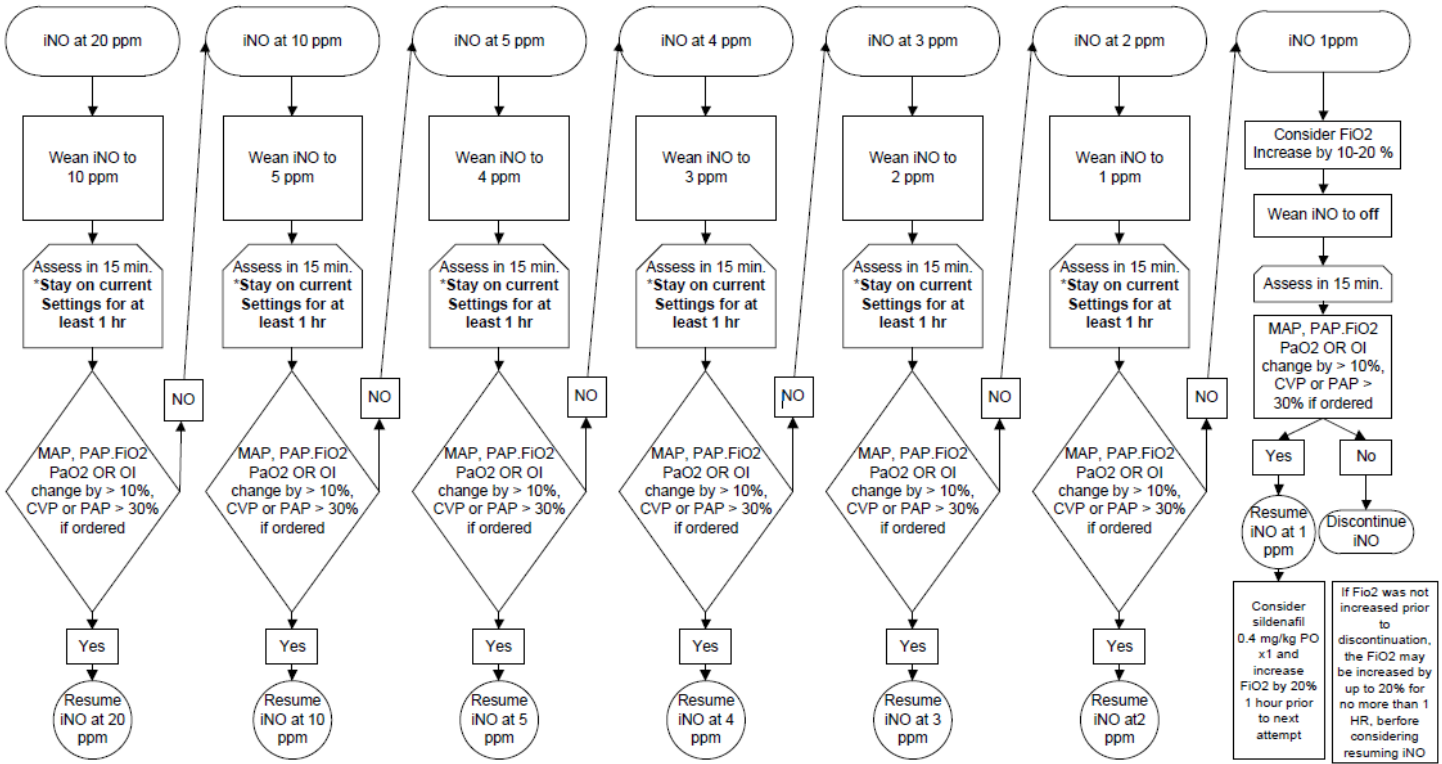 iNO at 20 ppm
Wean iNO to
10 ppm
Assess in 15 min.
*Stay on current
Settings for at
least 1 hr
MAP, PAP.FiO2
PaO2 OR OI
change by > 10%,
CVP or PAP > 30%
if ordered
NO
Yes
Resume
iNO at 20
ppm
iNO at 10 ppm
Wean iNO to
5 ppm
Assess in 15 min.
*Stay on current
Settings for at
least 1 hr
MAP, PAP.FiO2
PaO2 OR OI
change by > 10%,
CVP or PAP > 30%
if ordered
NO
Yes
Resume
iNO at 10
ppm
iNO at 5 ppm
Wean iNO to
4 ppm
Assess in 15 min.
*Stay on current
Settings for at
least 1 hr
MAP, PAP.FiO2
PaO2 OR OI
change by > 10%,
CVP or PAP > 30%
if ordered
NO
Yes
Resume
iNO at 5
ppm
iNO at 4 ppm
Wean iNO to
3 ppm
Assess in 15 min.
*Stay on current
Settings for at
least 1 hr
MAP, PAP.FiO2
PaO2 OR OI
change by > 10%,
CVP or PAP > 30%
if ordered
NO
Yes
Resume
iNO at 4
ppm
iNO at 3 ppm
Wean iNO to
2 ppm
Assess in 15 min.
*Stay on current
Settings for at
least 1 hr
MAP, PAP.FiO2
PaO2 OR OI
change by > 10%,
CVP or PAP > 30%
if ordered
NO
Yes
Resume
iNO at 3
ppm
iNO at 2 ppm
Wean iNO to
1 ppm
Assess in 15 min.
*Stay on current
Settings for at
least 1 hr
MAP, PAP.FiO2
PaO2 OR OI
change by > 10%,
CVP or PAP > 30%
if ordered
NO
Yes
Resume
iNO at2
ppm
iNO 1ppm
Consider FiO2
Increase by 10-20 %
Wean iNO to off
Assess in 15 min.
MAP, PAP.FiO2
PaO2 OR OI
change by > 10%,
CVP or PAP >
30% if ordered
Yes
No
Resume
iNO at 1
ppm
Discontinue
iNO
Consider
sildenafil
0.4 mg/kg PO
x1 and
increase
FiO2 by 20%
1 hour prior
to next
attempt
If Fio2 was not
increased prior
to
discontinuation,
the FiO2 may
be increased by
up to 20% for
no more than 1
HR, berfore
considering
resuming iNO